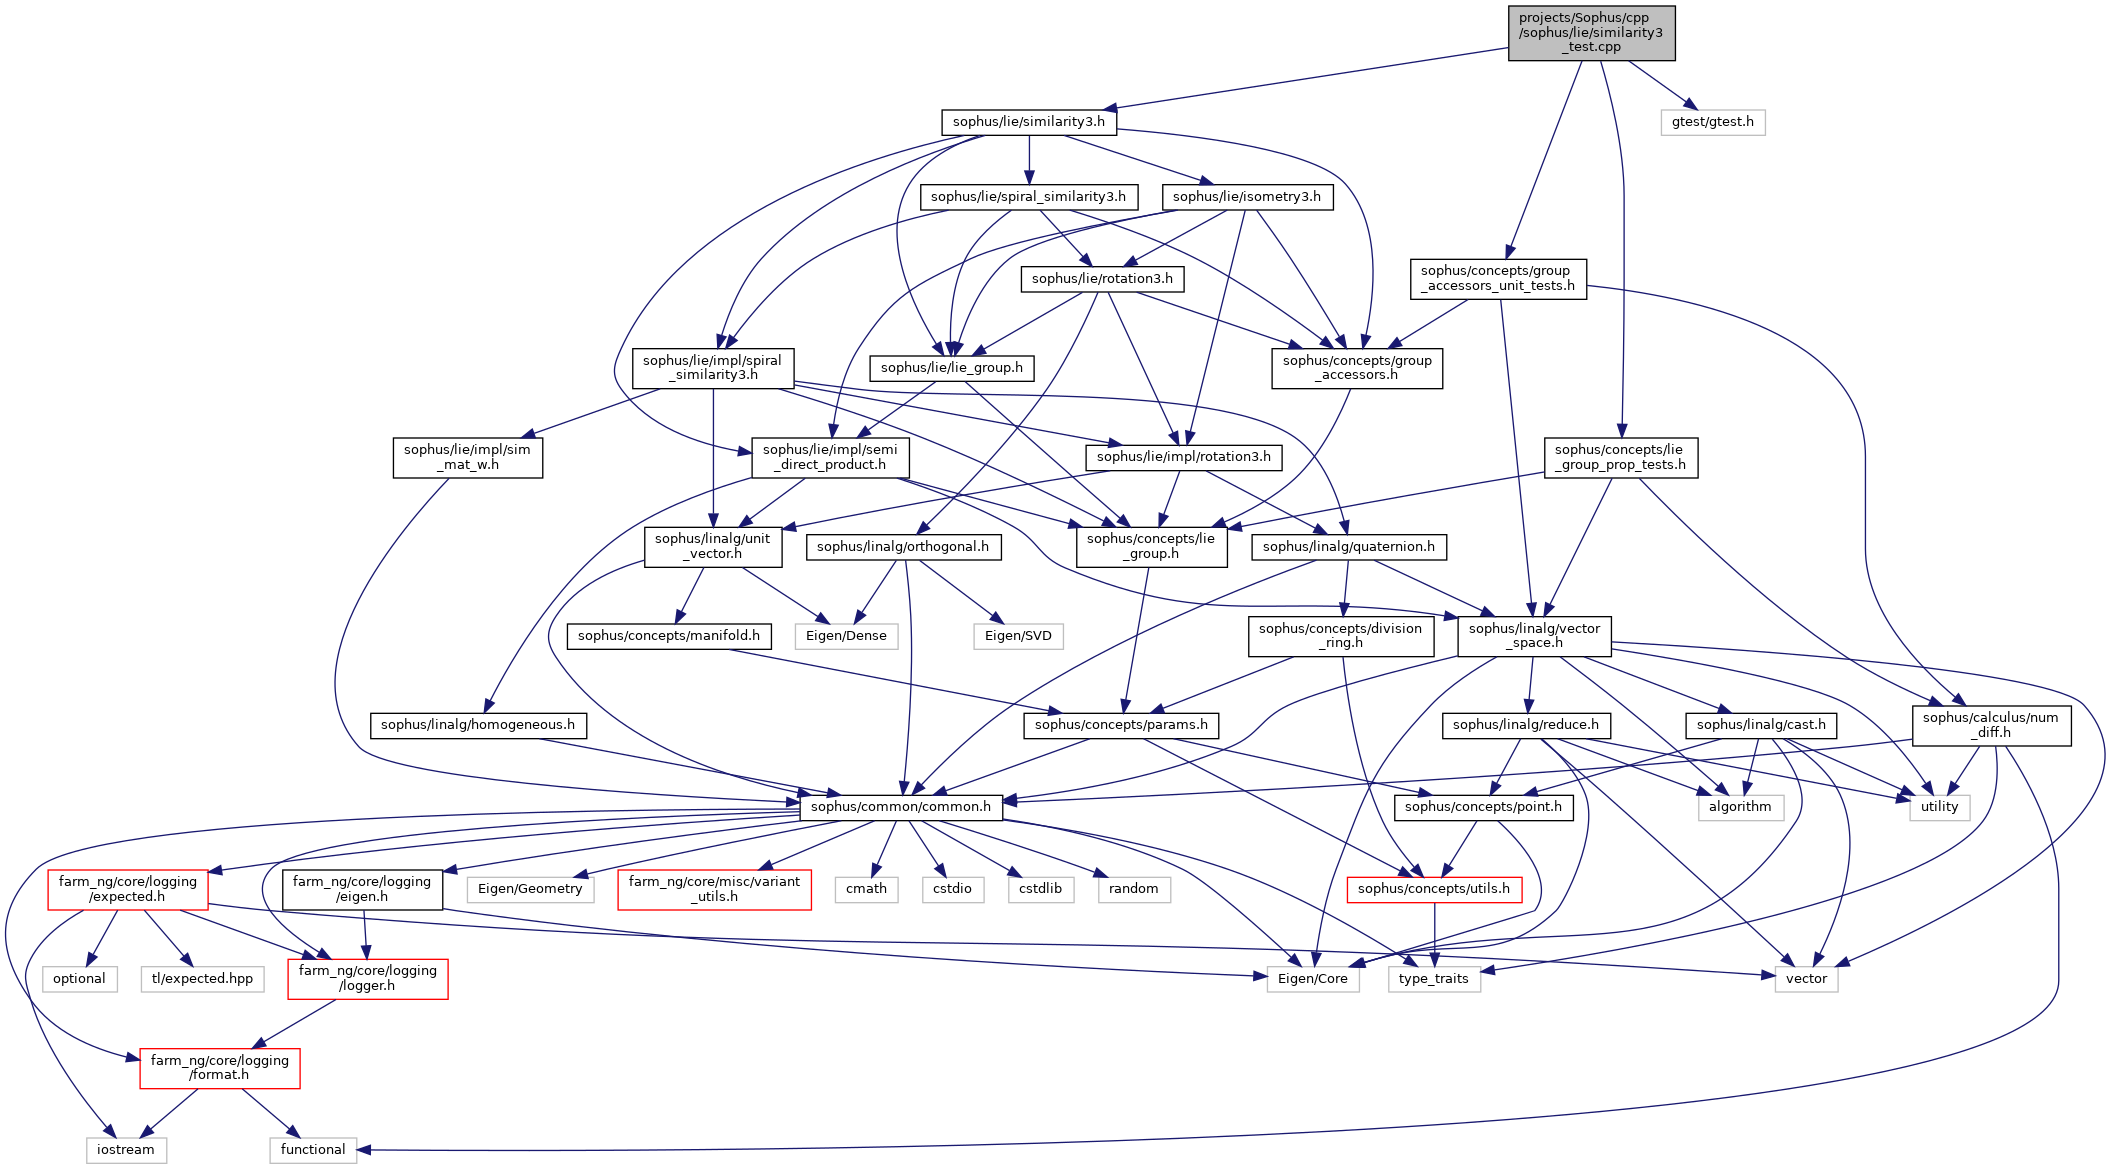 projects/Sophus/cpp
/sophus/lie/similarity3
_test.cpp
sophus/lie/similarity3.h
gtest/gtest.h
sophus/lie/spiral_similarity3.h
sophus/lie/isometry3.h
sophus/lie/rotation3.h
sophus/concepts/group
_accessors_unit_tests.h
sophus/lie/impl/spiral
_similarity3.h
sophus/lie/lie_group.h
sophus/concepts/group
_accessors.h
sophus/lie/impl/sim
_mat_w.h
sophus/lie/impl/semi
_direct_product.h
sophus/lie/impl/rotation3.h
sophus/concepts/lie
_group_prop_tests.h
sophus/linalg/unit
_vector.h
sophus/linalg/orthogonal.h
sophus/concepts/lie
_group.h
sophus/linalg/quaternion.h
sophus/concepts/manifold.h
Eigen/Dense
Eigen/SVD
sophus/concepts/division
_ring.h
sophus/linalg/vector
_space.h
sophus/linalg/homogeneous.h
sophus/concepts/params.h
sophus/linalg/reduce.h
sophus/linalg/cast.h
sophus/calculus/num
_diff.h
sophus/common/common.h
sophus/concepts/point.h
algorithm
utility
farm_ng/core/logging
/expected.h
farm_ng/core/logging
/eigen.h
Eigen/Geometry
farm_ng/core/misc/variant
_utils.h
cmath
cstdio
cstdlib
random
sophus/concepts/utils.h
optional
tl/expected.hpp
farm_ng/core/logging
/logger.h
Eigen/Core
type_traits
vector
farm_ng/core/logging
/format.h
iostream
functional